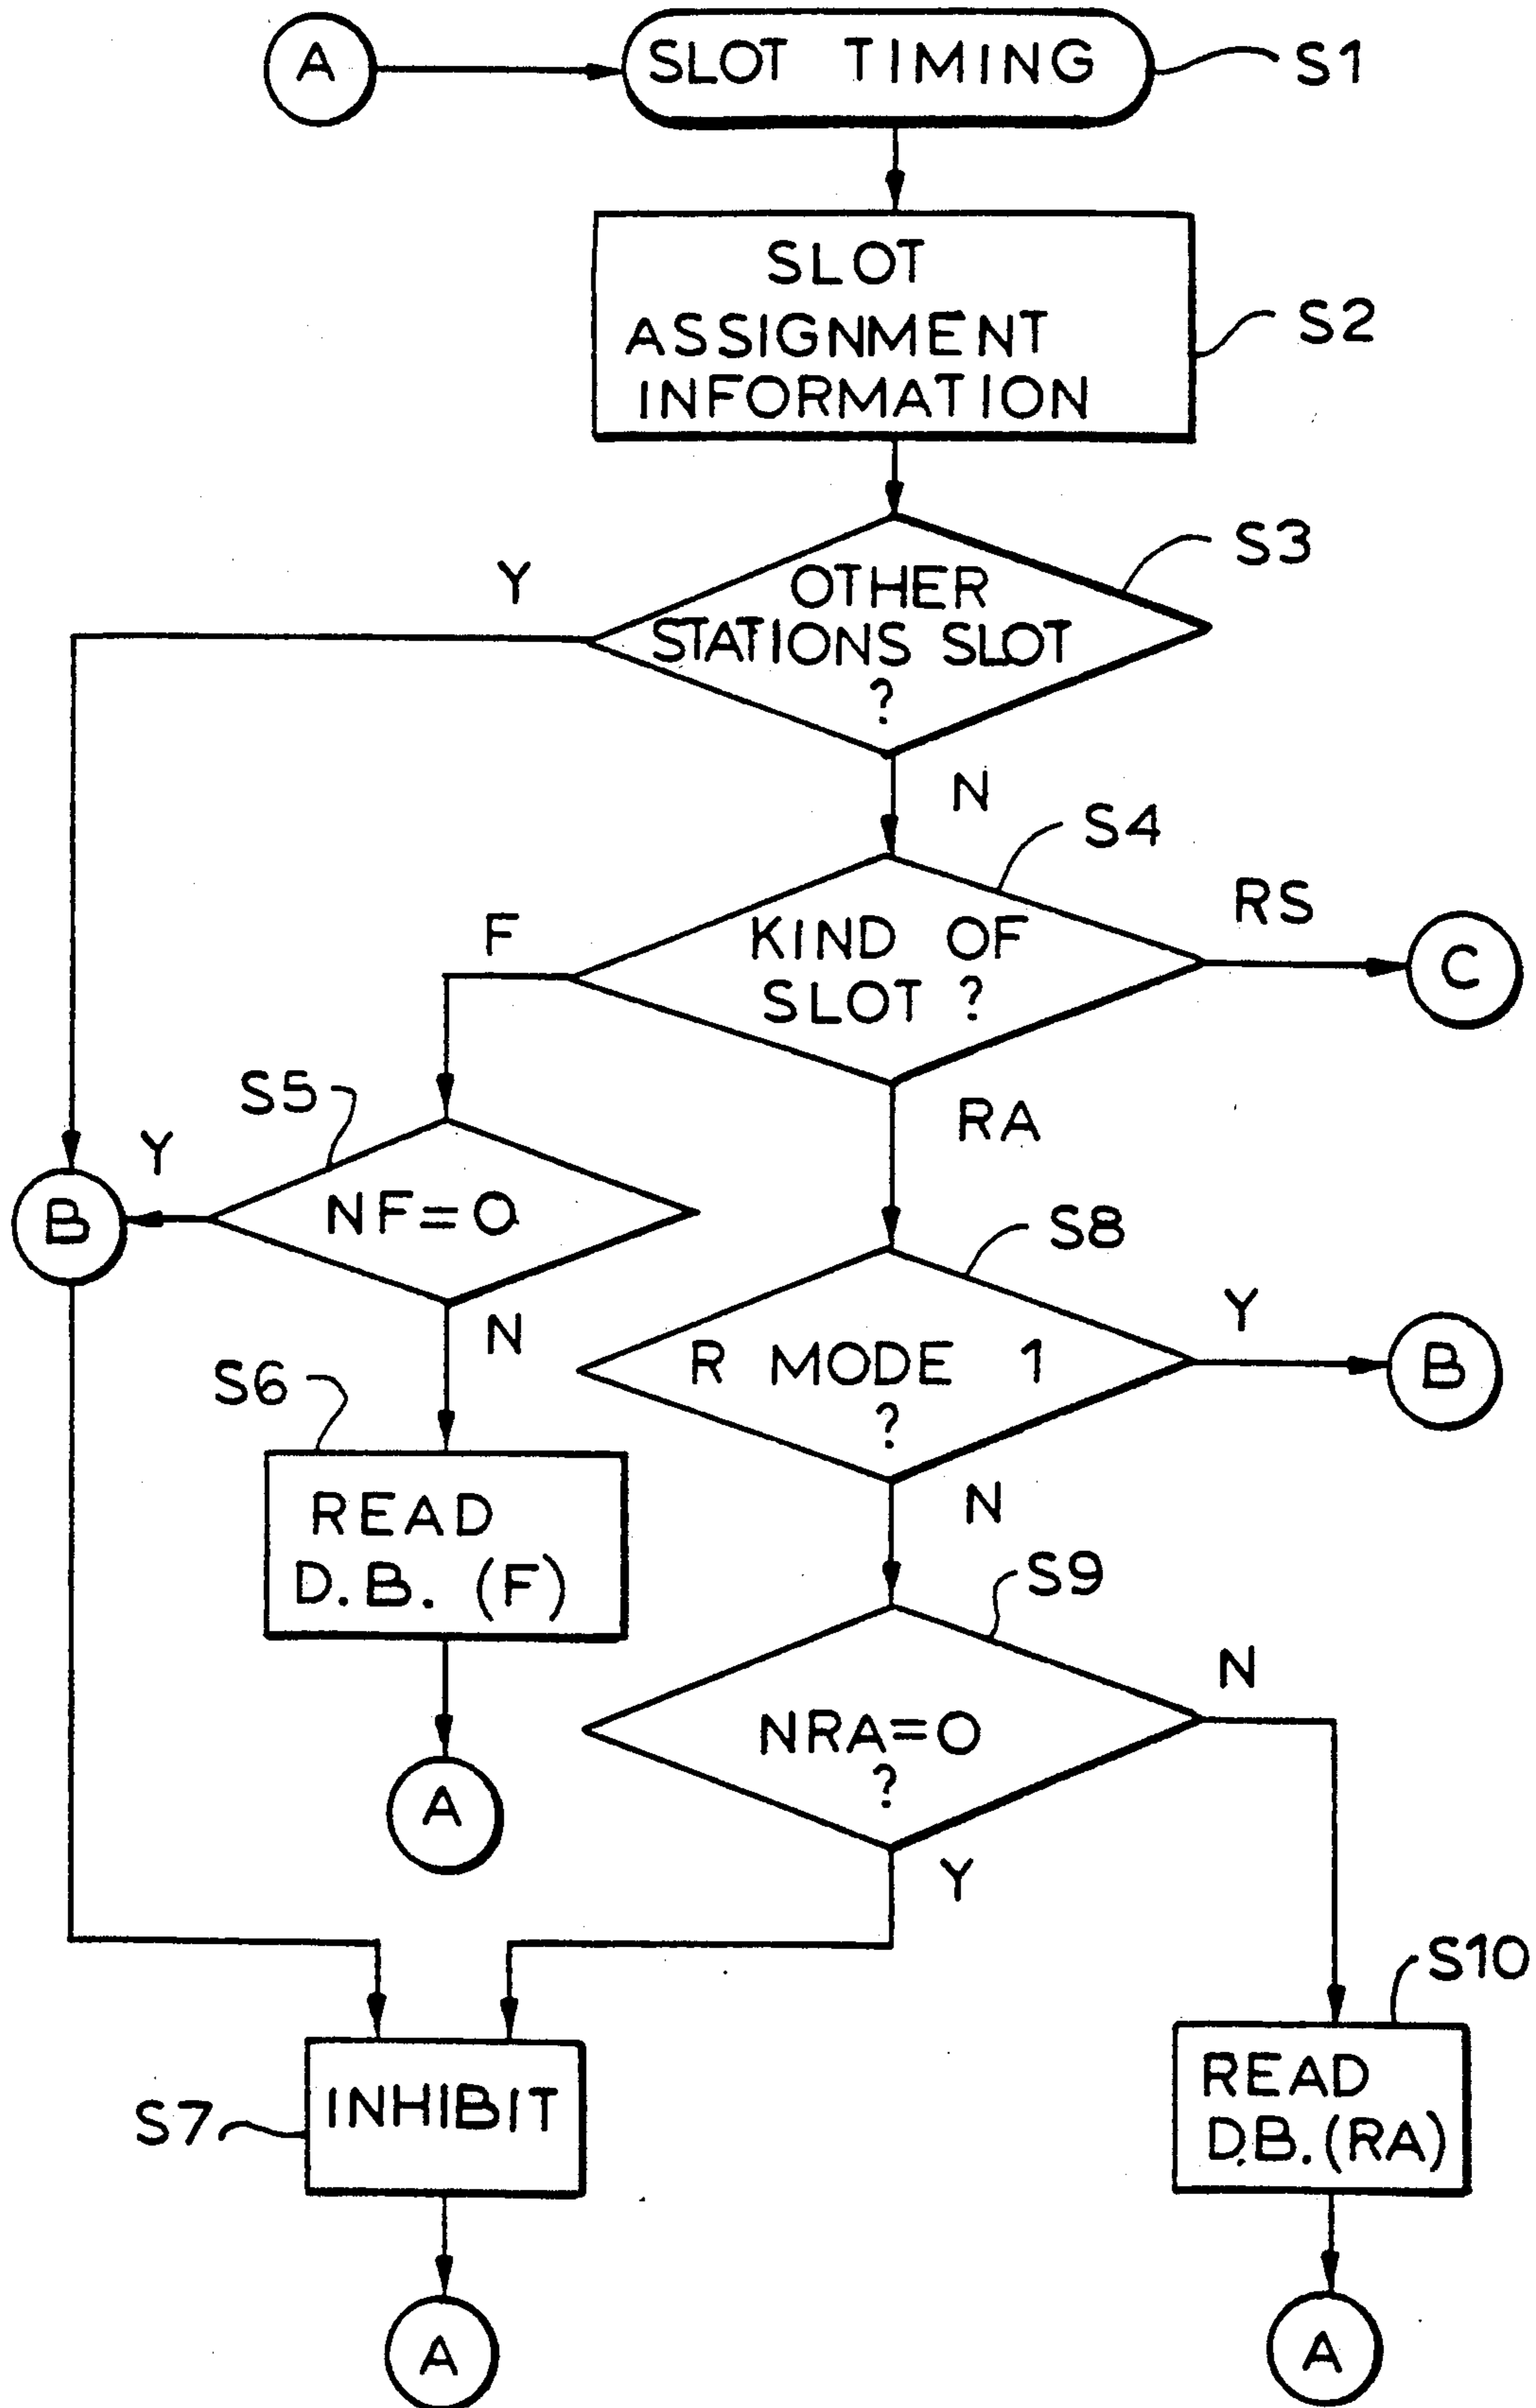 A
SLOT TIMING
S1
SLOT
ASSIGNMENT
INFORMATION
S2
S3
Y
OTHER
STATIONS SLOT
?
N
S4
F
KIND OF
SLOT ?
RS
C
S5
RA
Y
B
NF=0
S8
N
Y
R MODE 1
?
B
S6
READ
D.B. (F)
N
S9
N
NRA=0
?
A
Y
S10
S7
INHIBIT
READ
D.B. (RA)
A
A